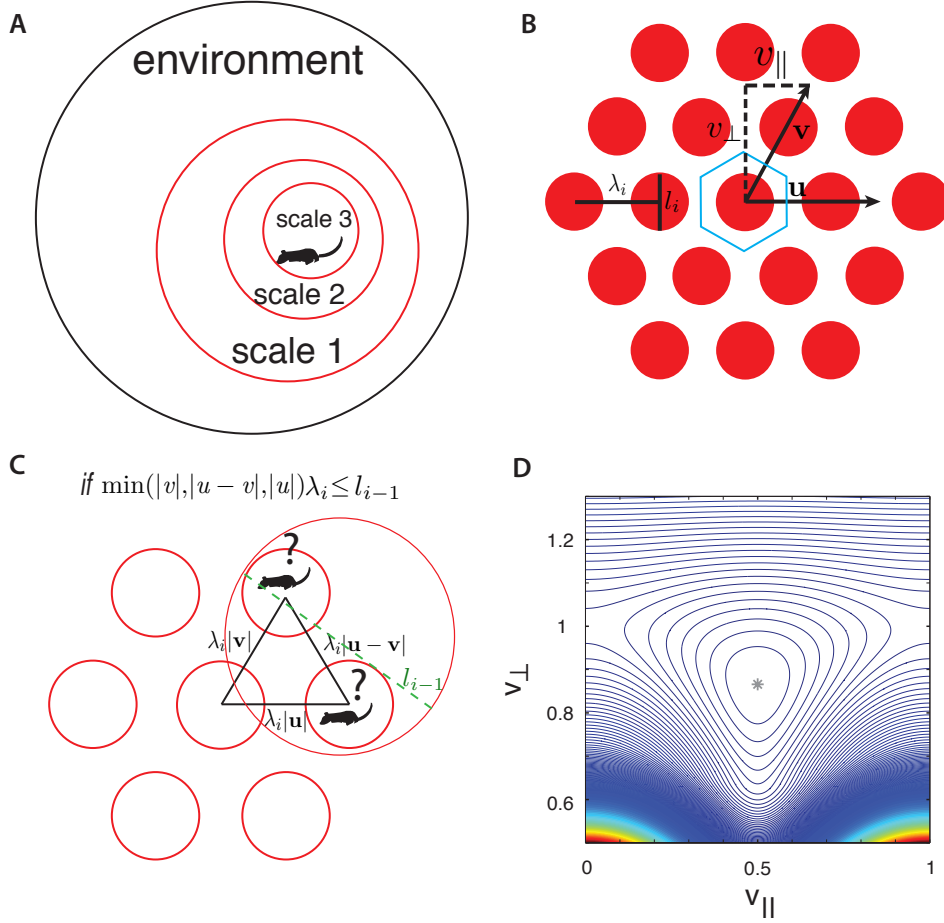 A
environment
scale 3
scale 2
scale 1
B
v||
v⊥
v
λi
li
u
C
if min(|v|,|u − v|,|u|)λi ≤ li−1
?
λi|v|
λi|u − v|
li−1
?
λi|u|
D
1.2
1
v⊥
0.8
0.6
*
0
0.5
1
v||